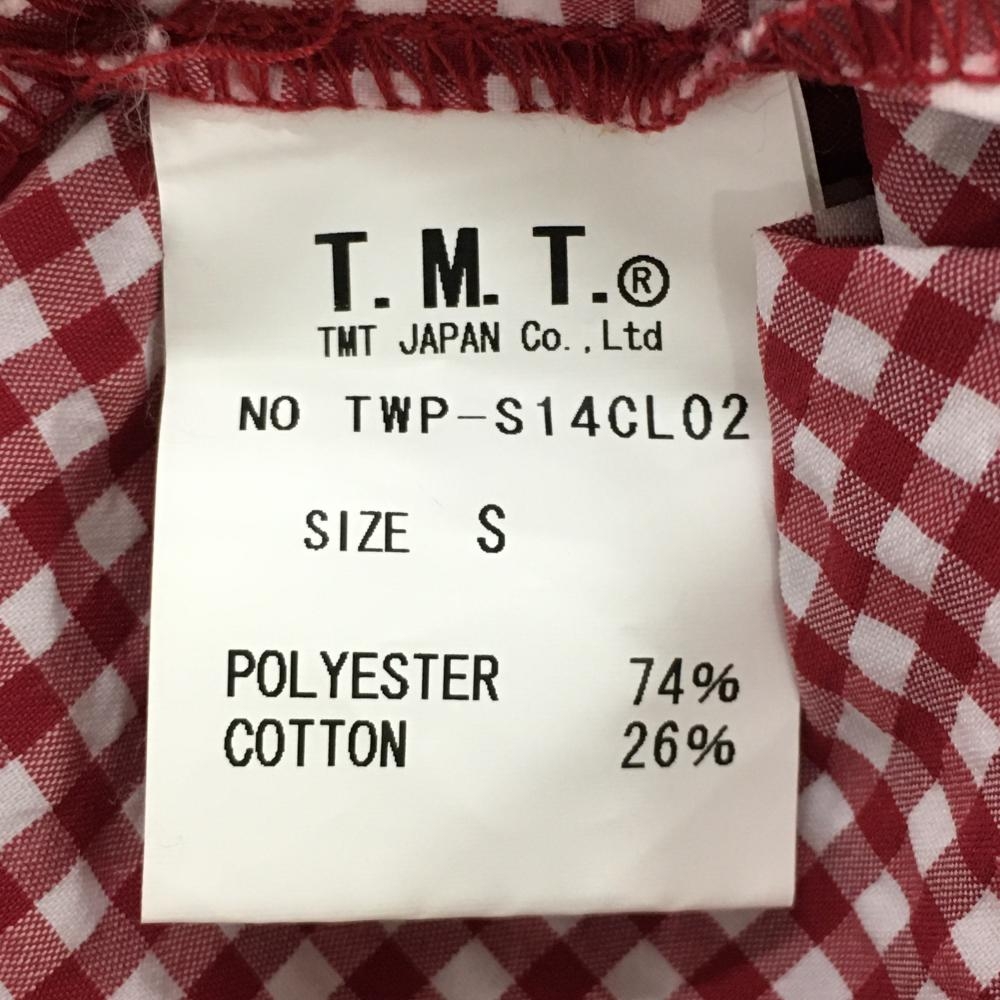 T.M.T.®
TMT JAPAN Co.,Ltd
NO TWP-S14CL02
SIZE S
POLYESTER 74%
COTTON 26%